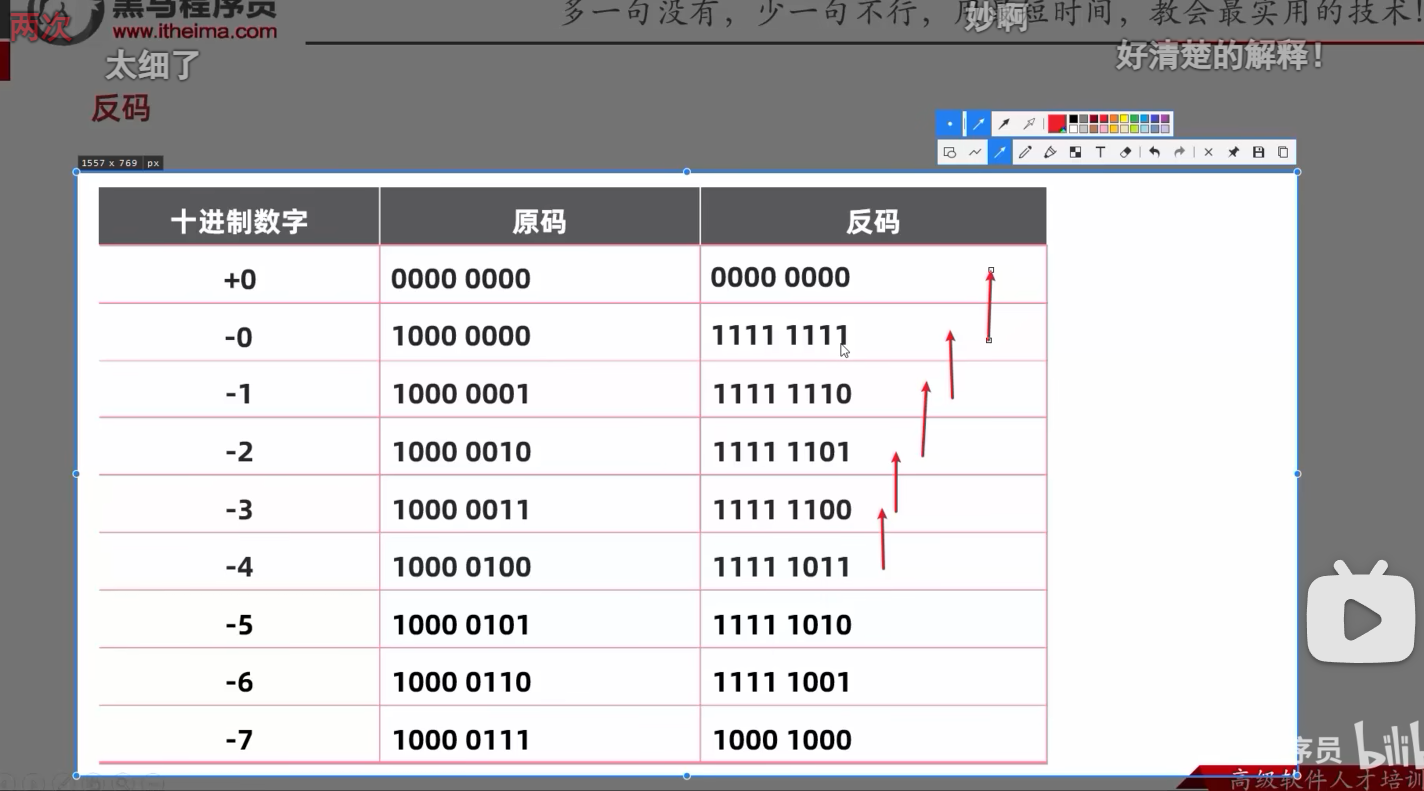 两次
黑马程序员
www.itheima.com
多一句没有，少一句不行，用最短时间，教会最实用的技术！
妙啊
太细了
好清楚的解释！
反码
1557 x 769 px
十进制数字 原码 反码
+0 0000 0000 0000 0000
-0 1000 0000 1111 1111
-1 1000 0001 1111 1110
-2 1000 0010 1111 1101
-3 1000 0011 1111 1100
-4 1000 0100 1111 1011
-5 1000 0101 1111 1010
-6 1000 0110 1111 1001
-7 1000 0111 1000 1000
序员 bilib
高级软件人才培训